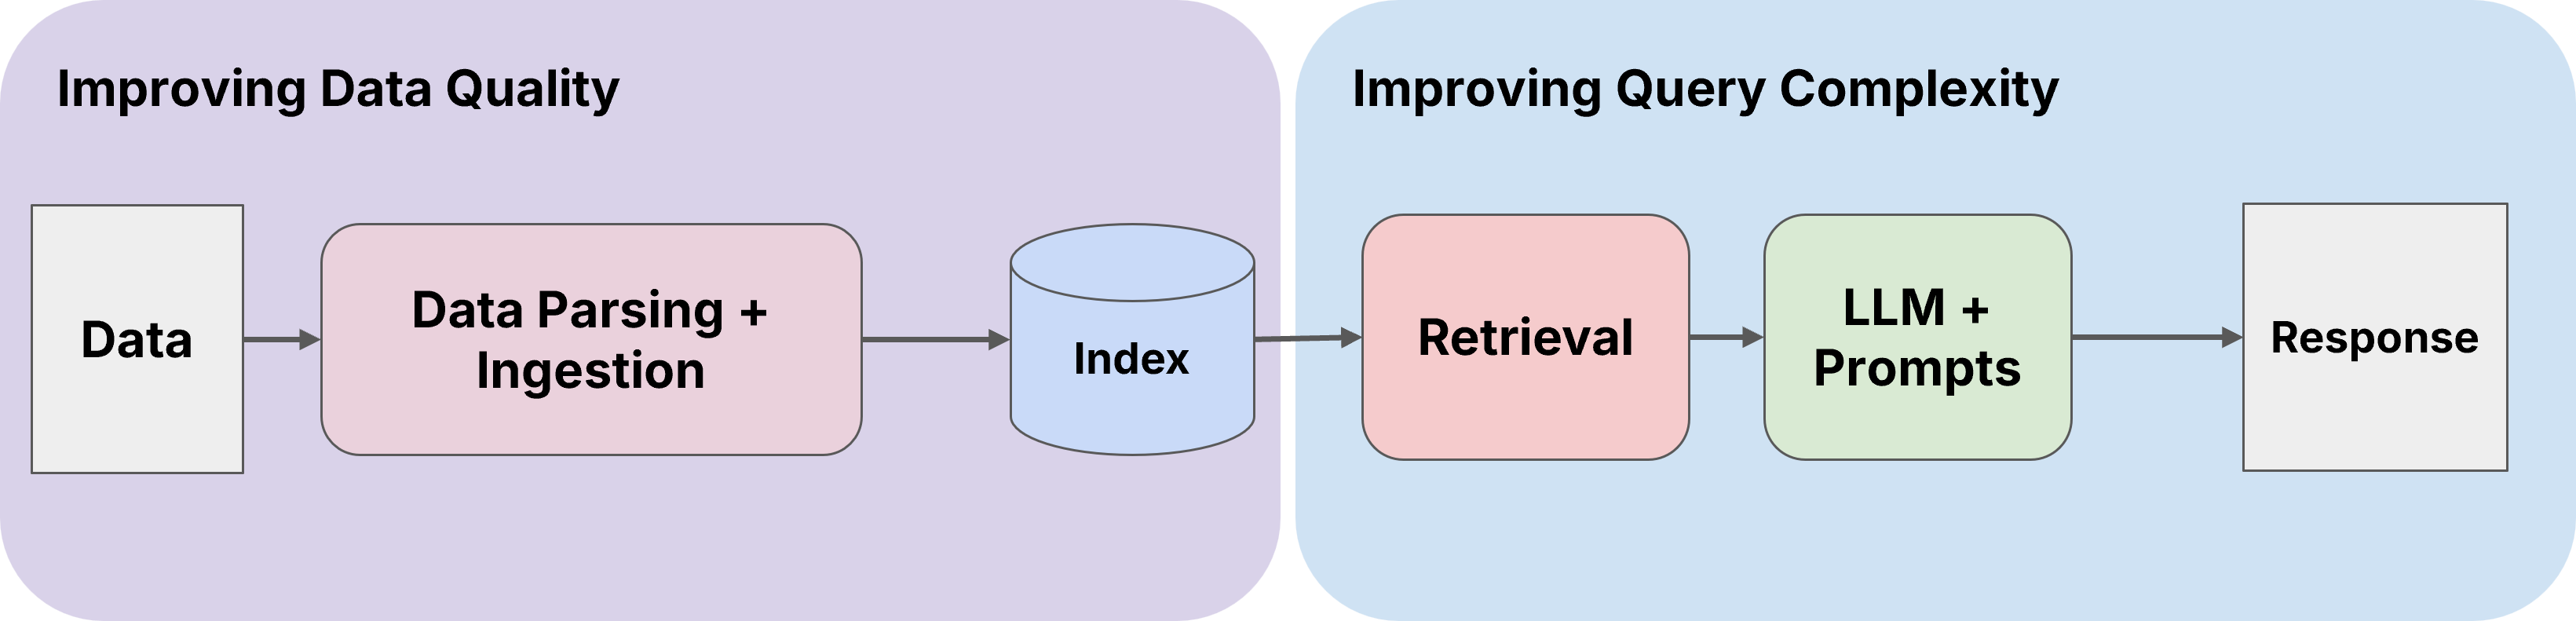 Improving Data Quality
Improving Query Complexity
Data
Data Parsing +
Ingestion
Index
Retrieval
LLM +
Prompts
Response